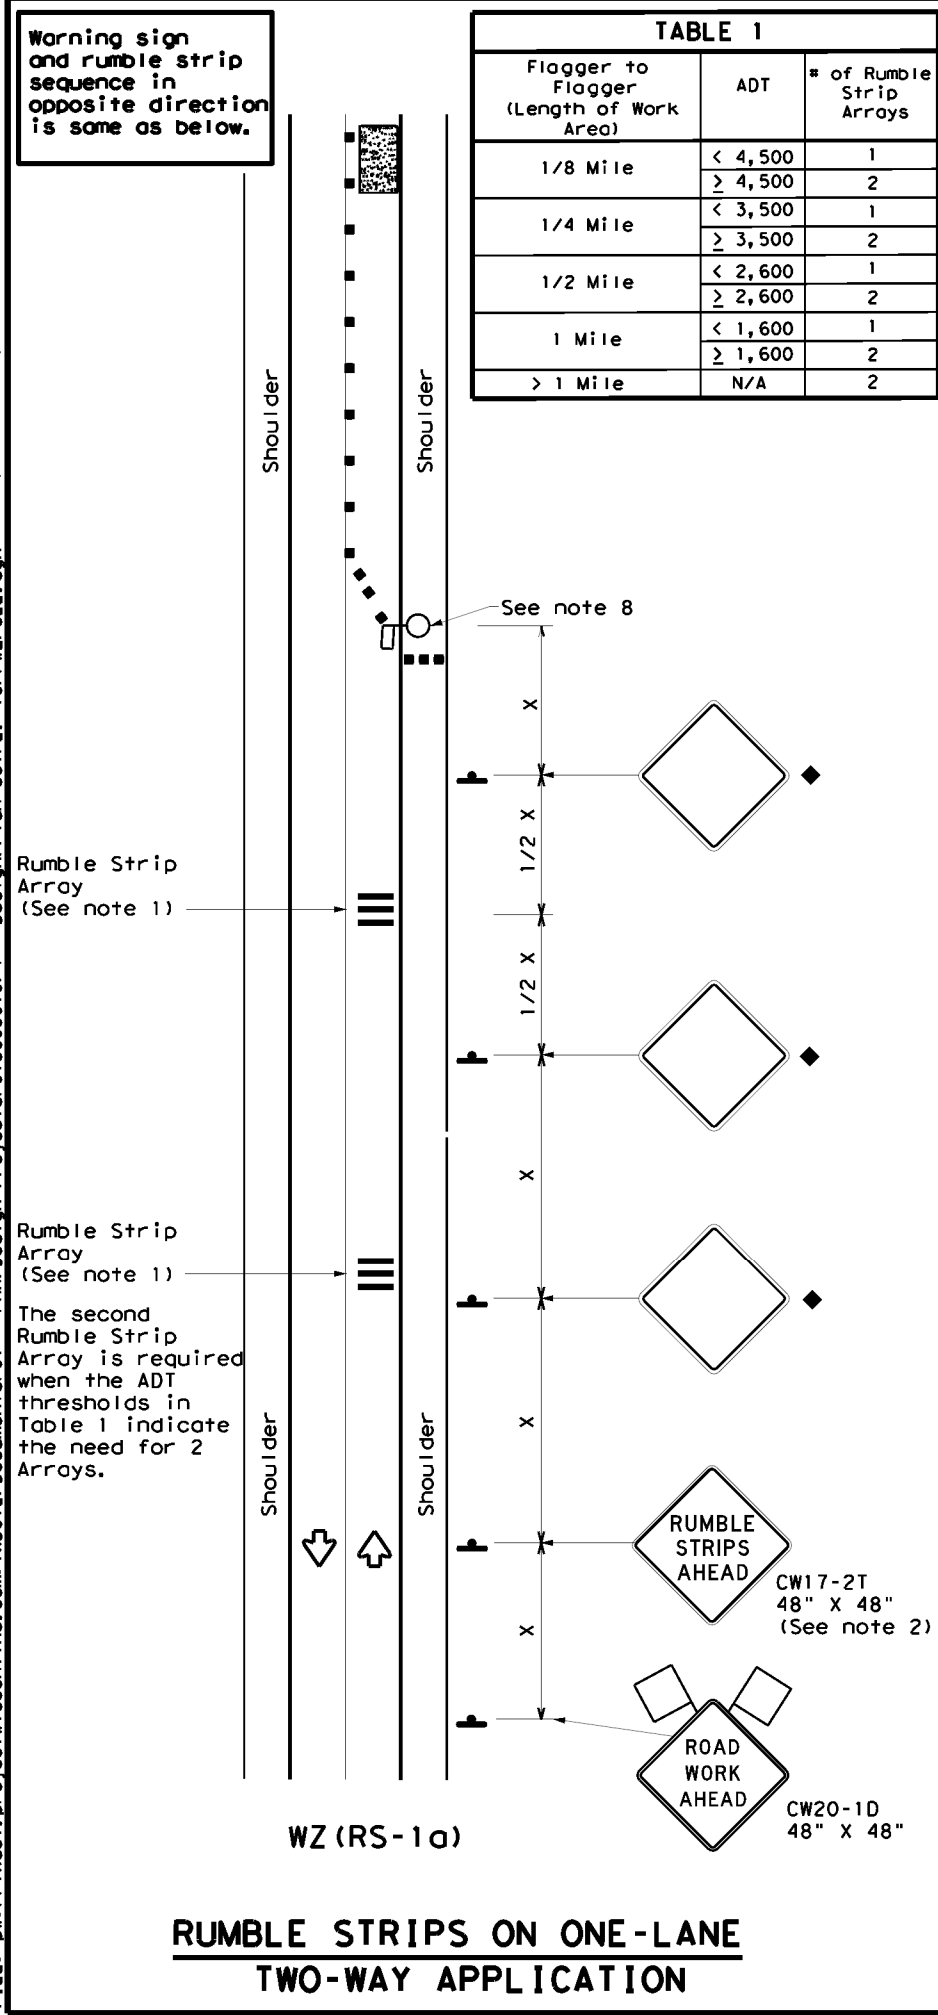 Warning sign
and rumble strip
sequence in
opposite direction
is same as below.
TABLE 1
Flagger to
Flagger
(Length of Work
Area)
ADT
# of Rumble
Strip
Arrays
1/8 Mile
< 4,500 1
≥ 4,500 2
1/4 Mile
< 3,500 1
≥ 3,500 2
1/2 Mile
< 2,600 1
≥ 2,600 2
1 Mile
< 1,600 1
≥ 1,600 2
> 1 Mile N/A 2
Shoulder
Shoulder
See note 8
X
1/2 X
Rumble Strip
Array
(See note 1)
1/2 X
X
Rumble Strip
Array
(See note 1)
The second
Rumble Strip
Array is required
when the ADT
thresholds in
Table 1 indicate
the need for 2
Arrays.
Shoulder
Shoulder
X
RUMBLE
STRIPS
AHEAD
CW17-2T
48" X 48"
(See note 2)
X
ROAD
WORK
AHEAD
CW20-1D
48" X 48"
WZ(RS-1a)
RUMBLE STRIPS ON ONE-LANE
TWO-WAY APPLICATION